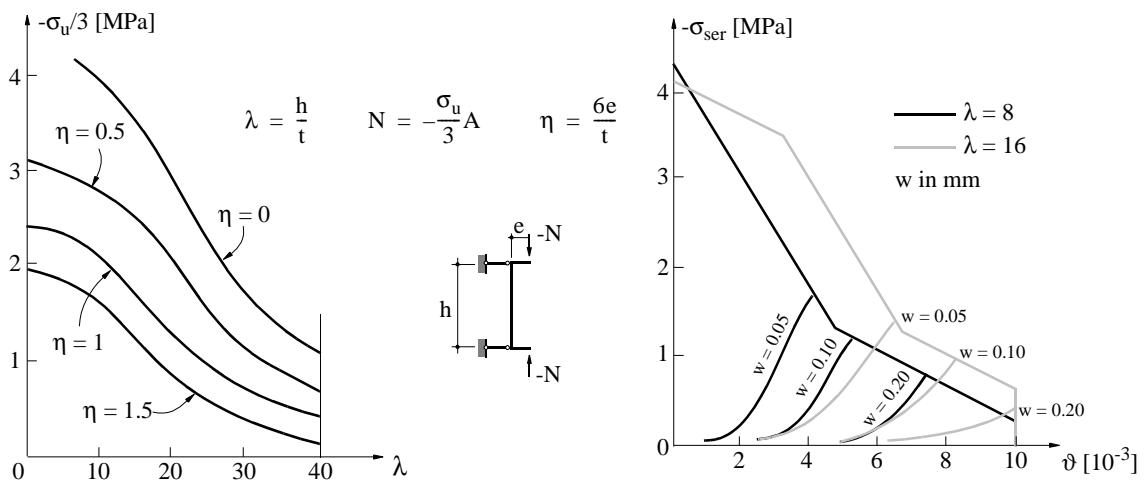 -σu/3 [MPa]
4
3
2
1
0
10
20
30
40
λ
η = 0.5
η = 0
η = 1
η = 1.5
λ = h/t
N = -σu/3 A
η = 6e/t
e
-N
h
-N
-σser [MPa]
4
3
2
1
0
2
4
6
8
10
ϑ [10-3]
λ = 8
λ = 16
w in mm
w = 0.05
w = 0.10
w = 0.20
w = 0.05
w = 0.10
w = 0.20